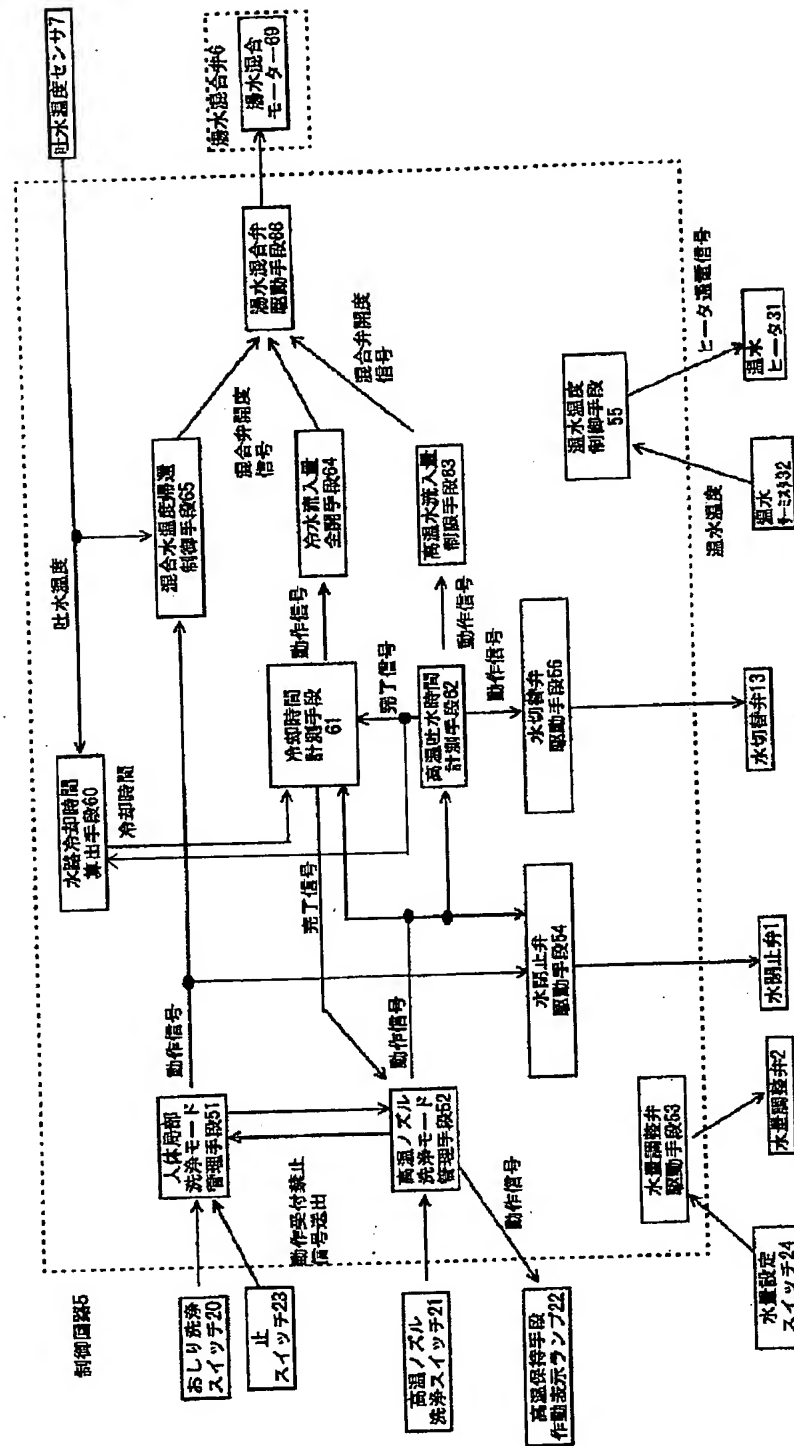 制御回路5
おしり洗浄
スイッチ20
止
スイッチ23
高温ノズル
洗浄スイッチ21
高温保持手段
作動表示ランプ22
水量設定
スイッチ24
人体局部
洗浄モード
管理手段51
動作受付禁止
信号送出
高温ノズル
洗浄モード
管理手段52
動作信号
水量調整弁
駆動手段53
水量調整弁2
動作信号
動作信号
完了信号
水路冷却時間
算出手段60
冷却時間
水閉止弁
駆動手段54
水閉止弁1
冷却時間
計測手段
61
完了信号
高温吐水時間
計測手段62
動作信号
水切替弁
駆動手段56
水切替弁13
吐水温度
混合水温度帰還
制御手段65
動作信号
冷水流入量
全開手段64
動作信号
高温水流入量
制限手段63
混合弁開度
信号
混合弁開度
信号
湯水混合弁
駆動手段68
温水温度
制御手段
55
温水温度
温水
サーミスタ32
ヒータ通電信号
温水
ヒータ31
吐水温度センサ7
湯水混合弁6
湯水混合
モーター69